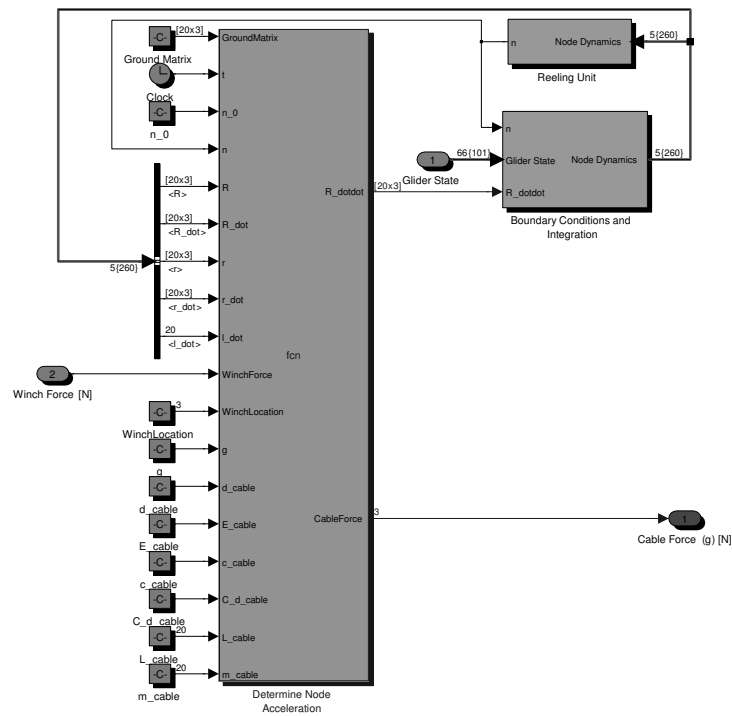 [20x3]
-C-
GroundMatrix
Ground Matrix
t
Clock
-C-
n_0
n_0
n
[20x3]
<R>
R
[20x3]
<R_dot>
R_dot
5{260}
[20x3]
<r>
r
[20x3]
<r_dot>
r_dot
20
<l_dot>
l_dot
fcn
2
WinchForce
Winch Force [N]
-C-
3
WinchLocation
WinchLocation
-C-
g
g
-C-
d_cable
d_cable
-C-
E_cable
E_cable
-C-
c_cable
c_cable
-C-
C_d_cable
C_d_cable
-C-
20
L_cable
L_cable
-C-
20
m_cable
m_cable
R_dotdot
[20x3]
CableForce
3
Determine Node
Acceleration
n
Node Dynamics
5{260}
Reeling Unit
n
1
66{101}
Glider State
Glider State
Node Dynamics
5{260}
R_dotdot
Boundary Conditions and
Integration
1
Cable Force (g) [N]